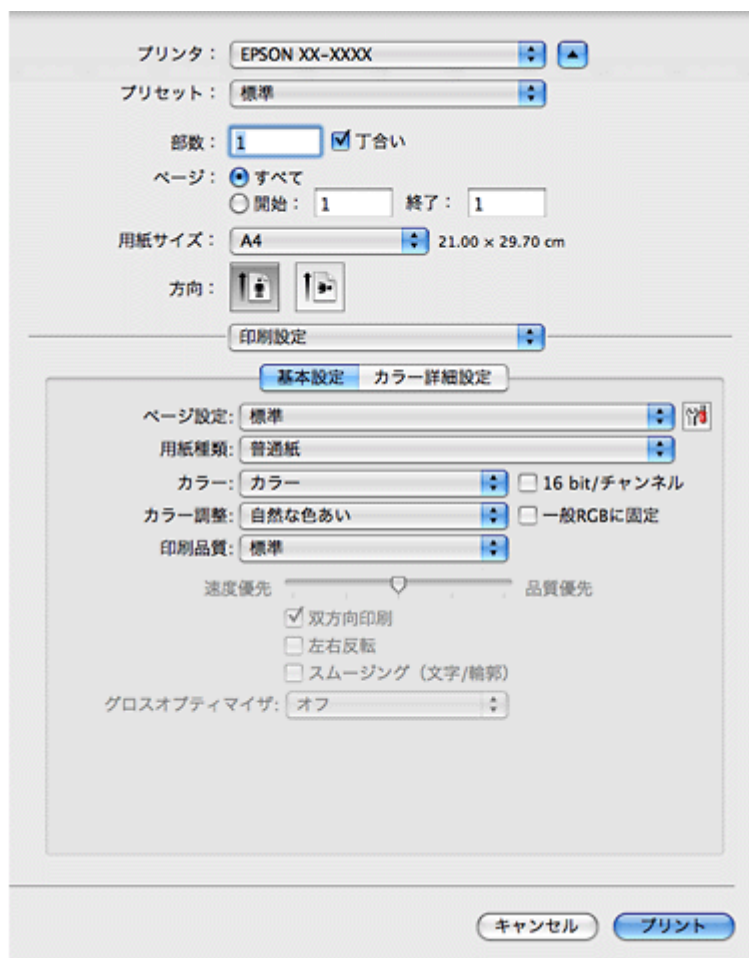 プリンタ： EPSON XX-XXXX
プリセット： 標準
部数： 1 丁合い
ページ： すべて
開始： 1 終了： 1
用紙サイズ： A4 21.00 × 29.70 cm
方向：
印刷設定
基本設定 カラー詳細設定
ページ設定: 標準
用紙種類: 普通紙
カラー: カラー 16 bit/チャンネル
カラー調整: 自然な色あい 一般RGBに固定
印刷品質: 標準
速度優先 品質優先
双方向印刷
左右反転
スムージング（文字/輪郭）
グロスオプティマイザ: オフ
キャンセル プリント